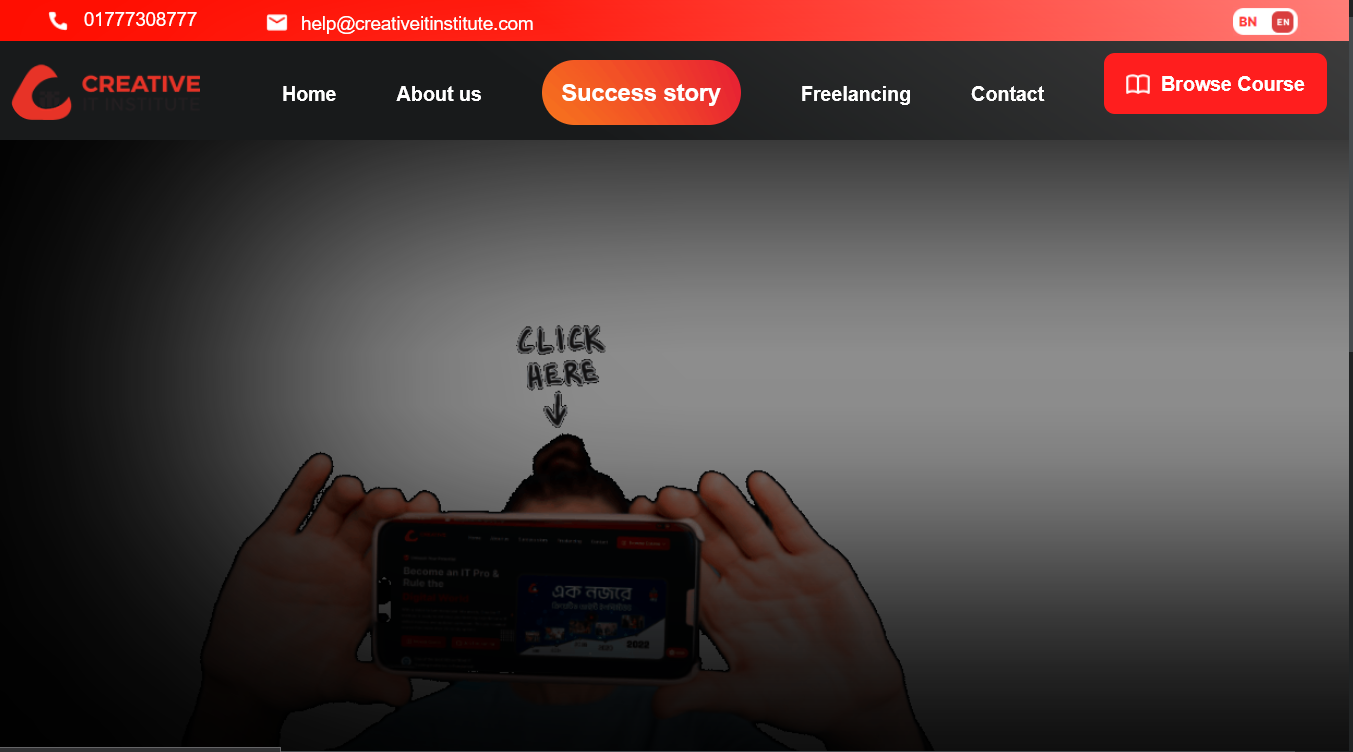 01777308777
help@creativeitinstitute.com
BN EN
CREATIVE
IT INSTITUTE
Home
About us
Success story
Freelancing
Contact
Browse Course
CLICK
HERE
Become an IT Pro &
Rule the
এক নজরে
2021
2022